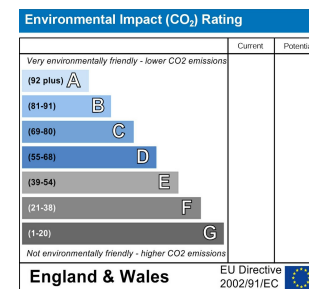 Environmental Impact (CO₂) Rating
Current Potentia
Very environmentally friendly - lower CO2 emissions
(92 plus) A
(81-91) B
(69-80) C
(55-68) D
(39-54) E
(21-38) F
(1-20) G
Not environmentally friendly - higher CO2 emissions
England & Wales
EU Directive
2002/91/EC